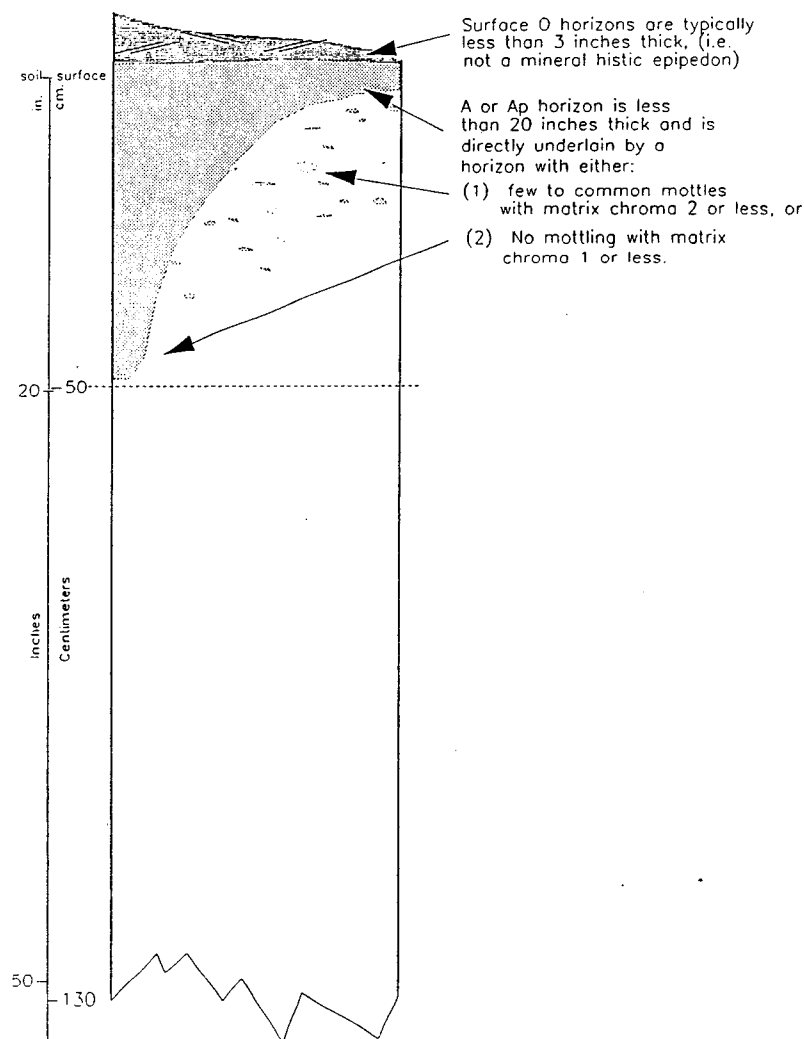 Surface O horizons are typically
less than 3 inches thick, (i.e.
not a mineral histic epipedon)
soil surface
in.
cm.
A or Ap horizon is less
than 20 inches thick and is
directly underlain by a
horizon with either:
(1) few to common mottles
with matrix chroma 2 or less, or
(2) No mottling with matrix
chroma 1 or less.
20 50
Inches
Centimeters
50 130